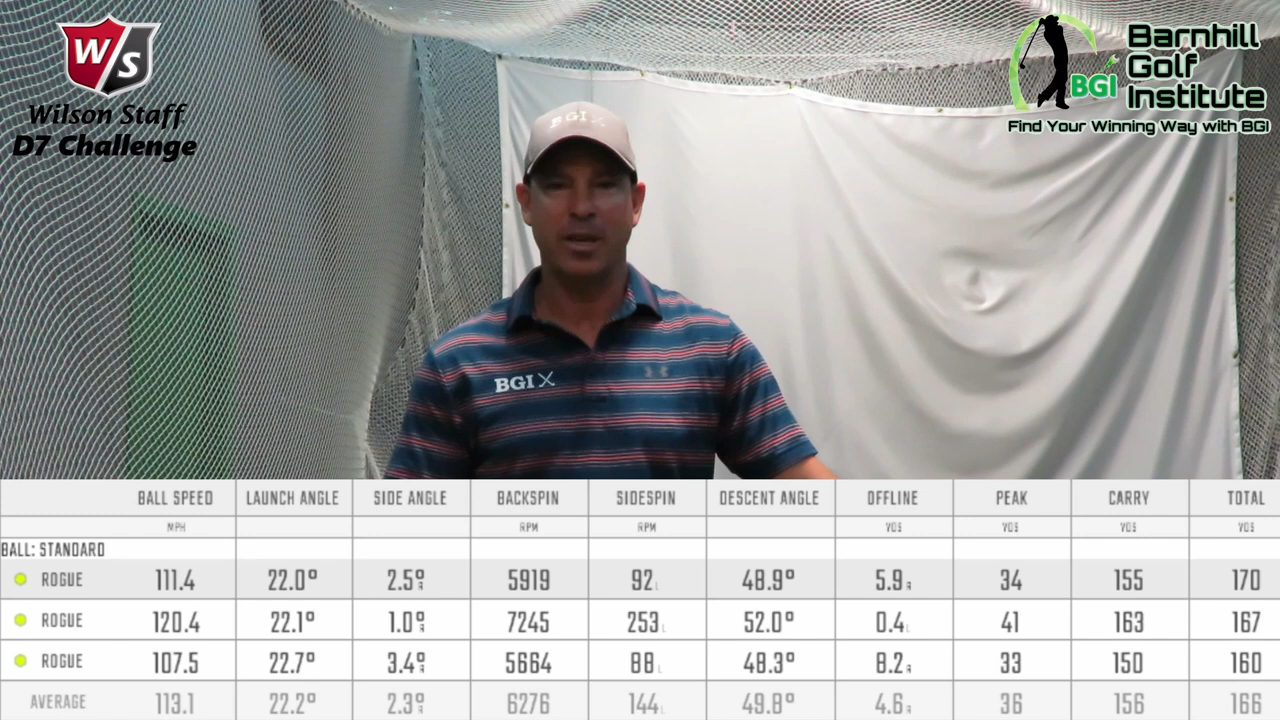 W/S
Wilson Staff
D7 Challenge
BGI
Barnhill
Golf
Institute
Find Your Winning Way with BGI
BGI
BGI
BALL SPEED LAUNCH ANGLE SIDE ANGLE BACKSPIN SIDESPIN DESCENT ANGLE OFFLINE PEAK CARRY TOTAL
MPH RPM RPM YDS YDS YDS YDS
BALL: STANDARD
ROGUE 111.4 22.0° 2.5° R 5919 92 L 48.9° 5.9 R 34 155 170
ROGUE 120.4 22.1° 1.0° R 7245 253 L 52.0° 0.4 L 41 163 167
ROGUE 107.5 22.7° 3.4° R 5664 88 L 48.3° 8.2 R 33 150 160
AVERAGE 113.1 22.2° 2.3° R 6276 144 L 49.8° 4.6 R 36 156 166